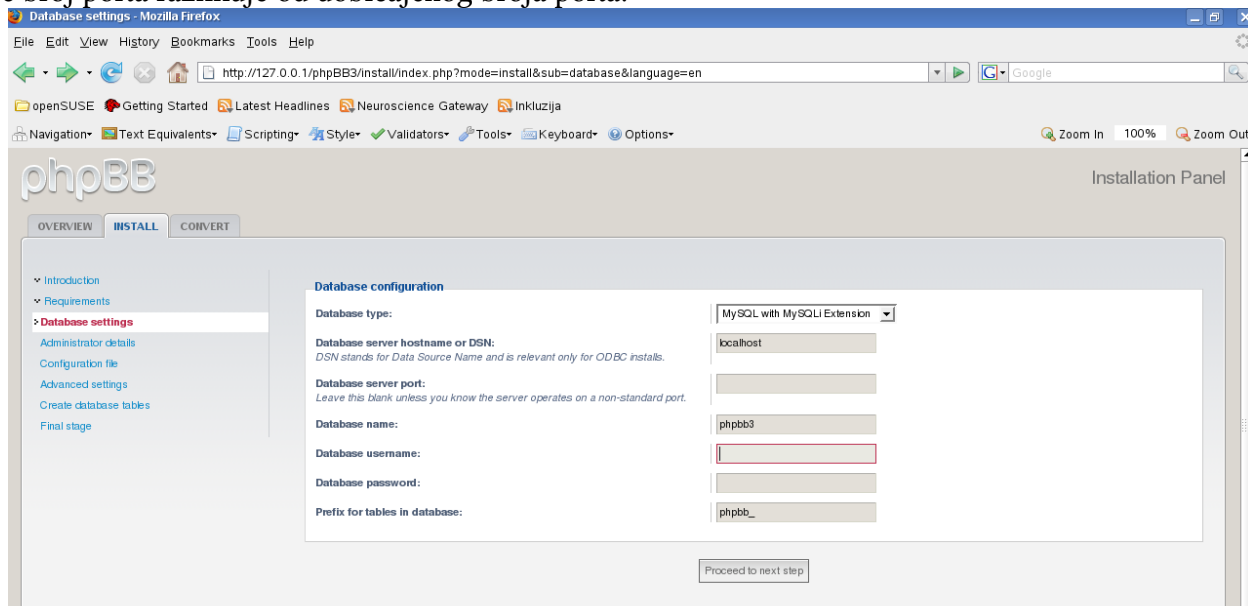 broj porta razlikuje od uobičajenog broja porta.
Database settings - Mozilla Firefox
File Edit View History Bookmarks Tools Help
http://127.0.0.1/phpBB3/install/index.php?mode=install&sub=database&language=en
Google
openSUSE Getting Started Latest Headlines Neuroscience Gateway Inkluzija
Navigation Text Equivalents Scripting Style Validators Tools Keyboard Options Zoom In 100% Zoom Out
phpBB
Installation Panel
OVERVIEW INSTALL CONVERT
Introduction
Requirements
Database settings
Administrator details
Configuration file
Advanced settings
Create database tables
Final stage
Database configuration
Database type: MySQL with MySQLi Extension
Database server hostname or DSN: localhost
DSN stands for Data Source Name and is relevant only for ODBC installs.
Database server port:
Leave this blank unless you know the server operates on a non-standard port.
Database name: phpbb3
Database username:
Database password:
Prefix for tables in database: phpbb_
Proceed to next step